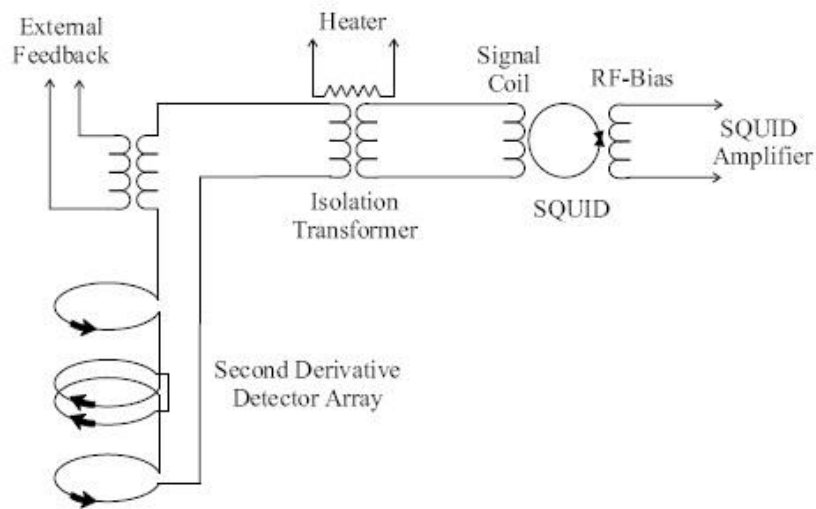 External
Feedback
Heater
Signal
Coil
RF-Bias
SQUID
Amplifier
Isolation
Transformer
SQUID
Second Derivative
Detector Array